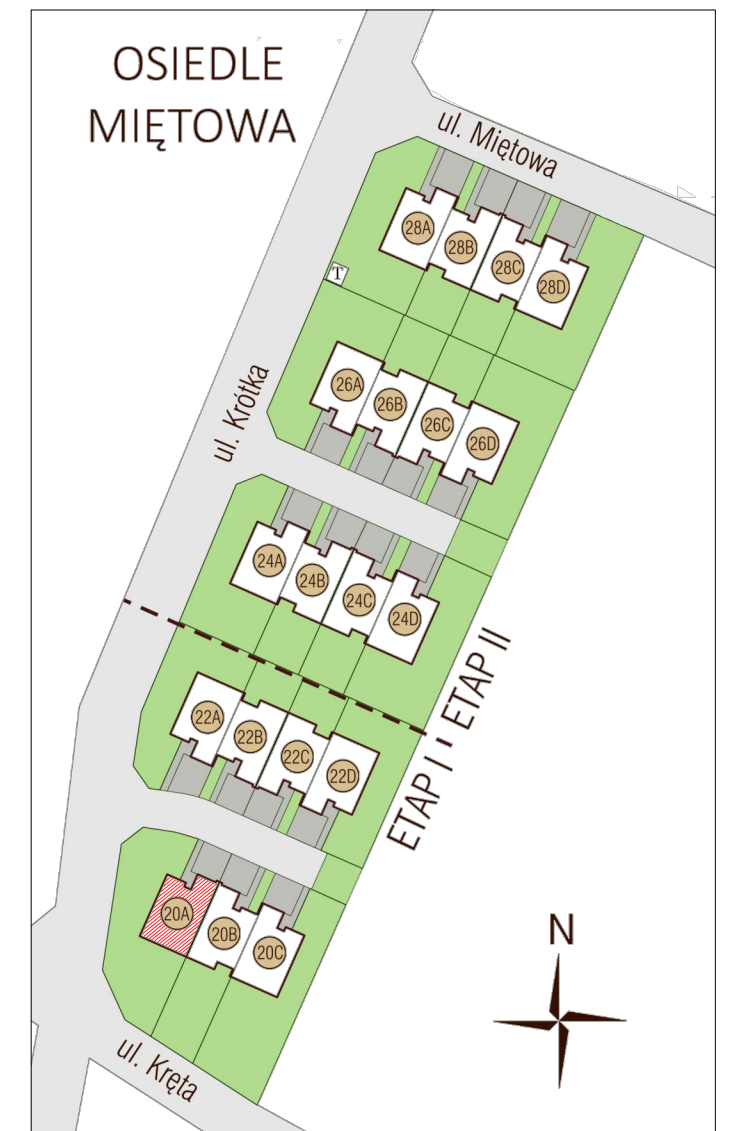 OSIEDLE
MIĘTOWA
ul. Miętowa
28A
28B
28C
28D
T
ul. Krótka
26A
26B
26C
26D
24A
24B
24C
24D
ETAP II
ETAP I
22A
22B
22C
22D
20A
20B
20C
N
ul. Kręta